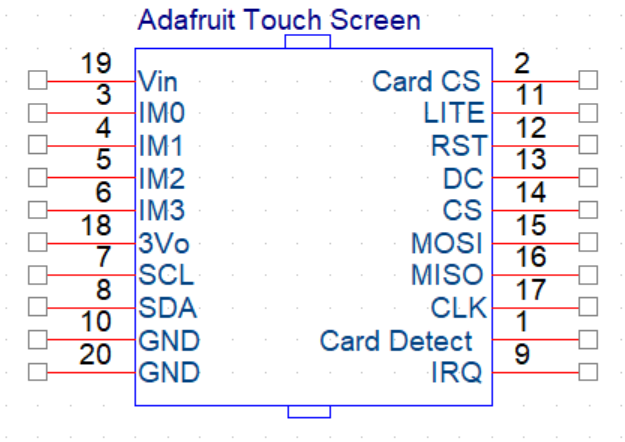 Adafruit Touch Screen
19 Vin Card CS 2
3 IM0 LITE 11
4 IM1 RST 12
5 IM2 DC 13
6 IM3 CS 14
18 3Vo MOSI 15
7 SCL MISO 16
8 SDA CLK 17
10 GND Card Detect 1
20 GND IRQ 9